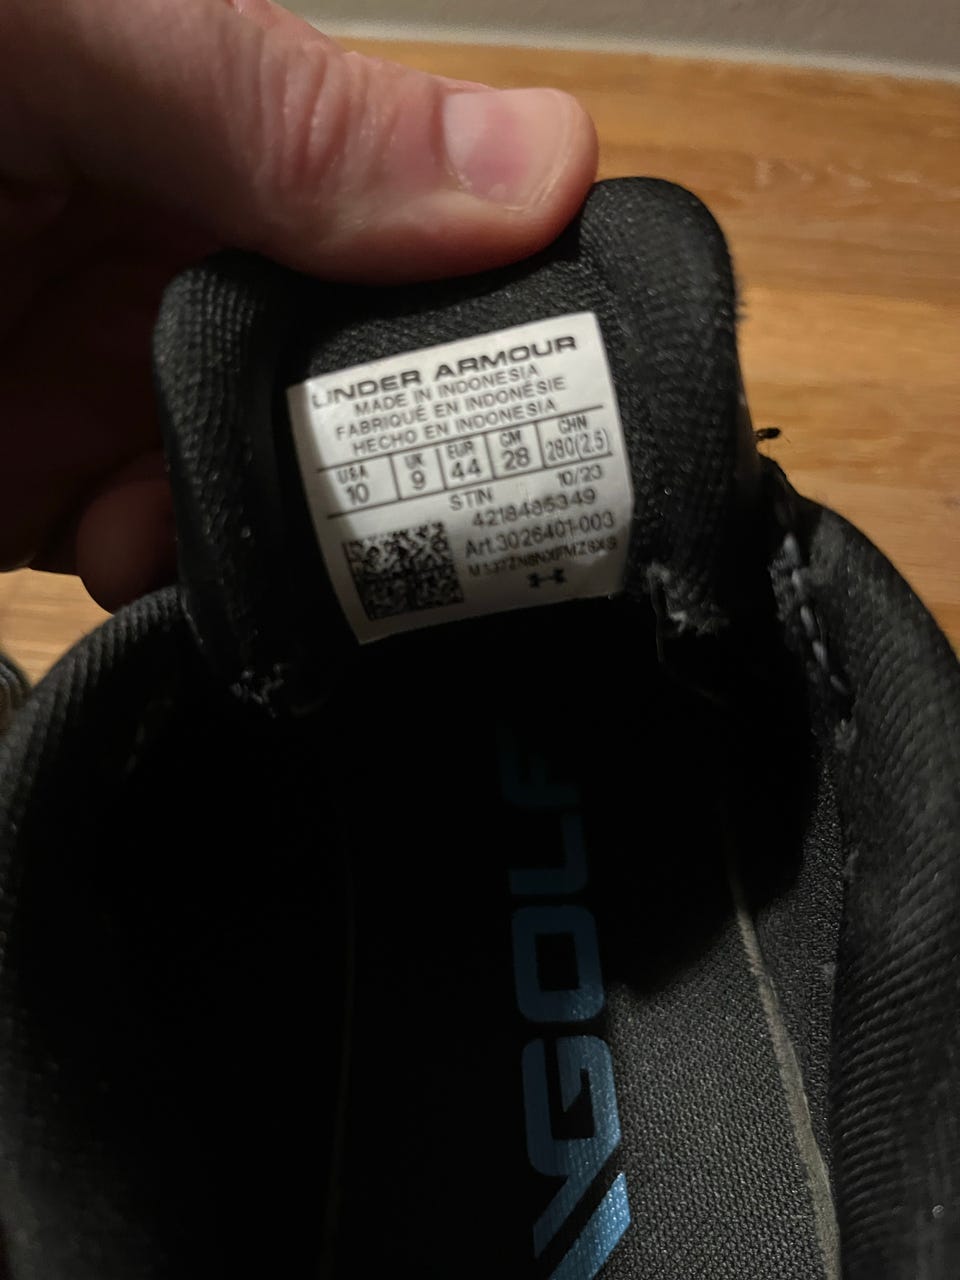 UNDER ARMOUR
MADE IN INDONESIA
FABRIQUÉ EN INDONÉSIE
HECHO EN INDONESIA
USA UK EUR CM CHN
10 9 44 28 280(2.5)
STIN 10/23
4218485349
Art.3026401-003
GOLF